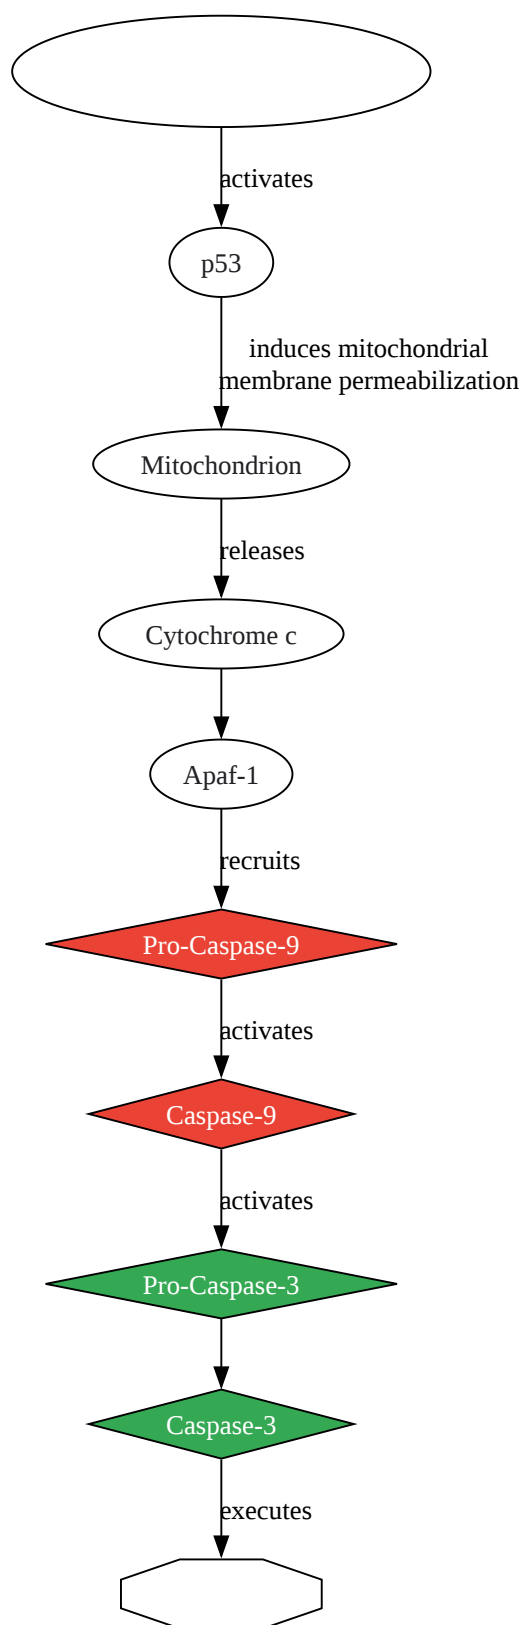 activates
p53
induces mitochondrial
membrane permeabilization
Mitochondrion
releases
Cytochrome c
Apaf-1
recruits
Pro-Caspase-9
activates
Caspase-9
activates
Pro-Caspase-3
Caspase-3
executes